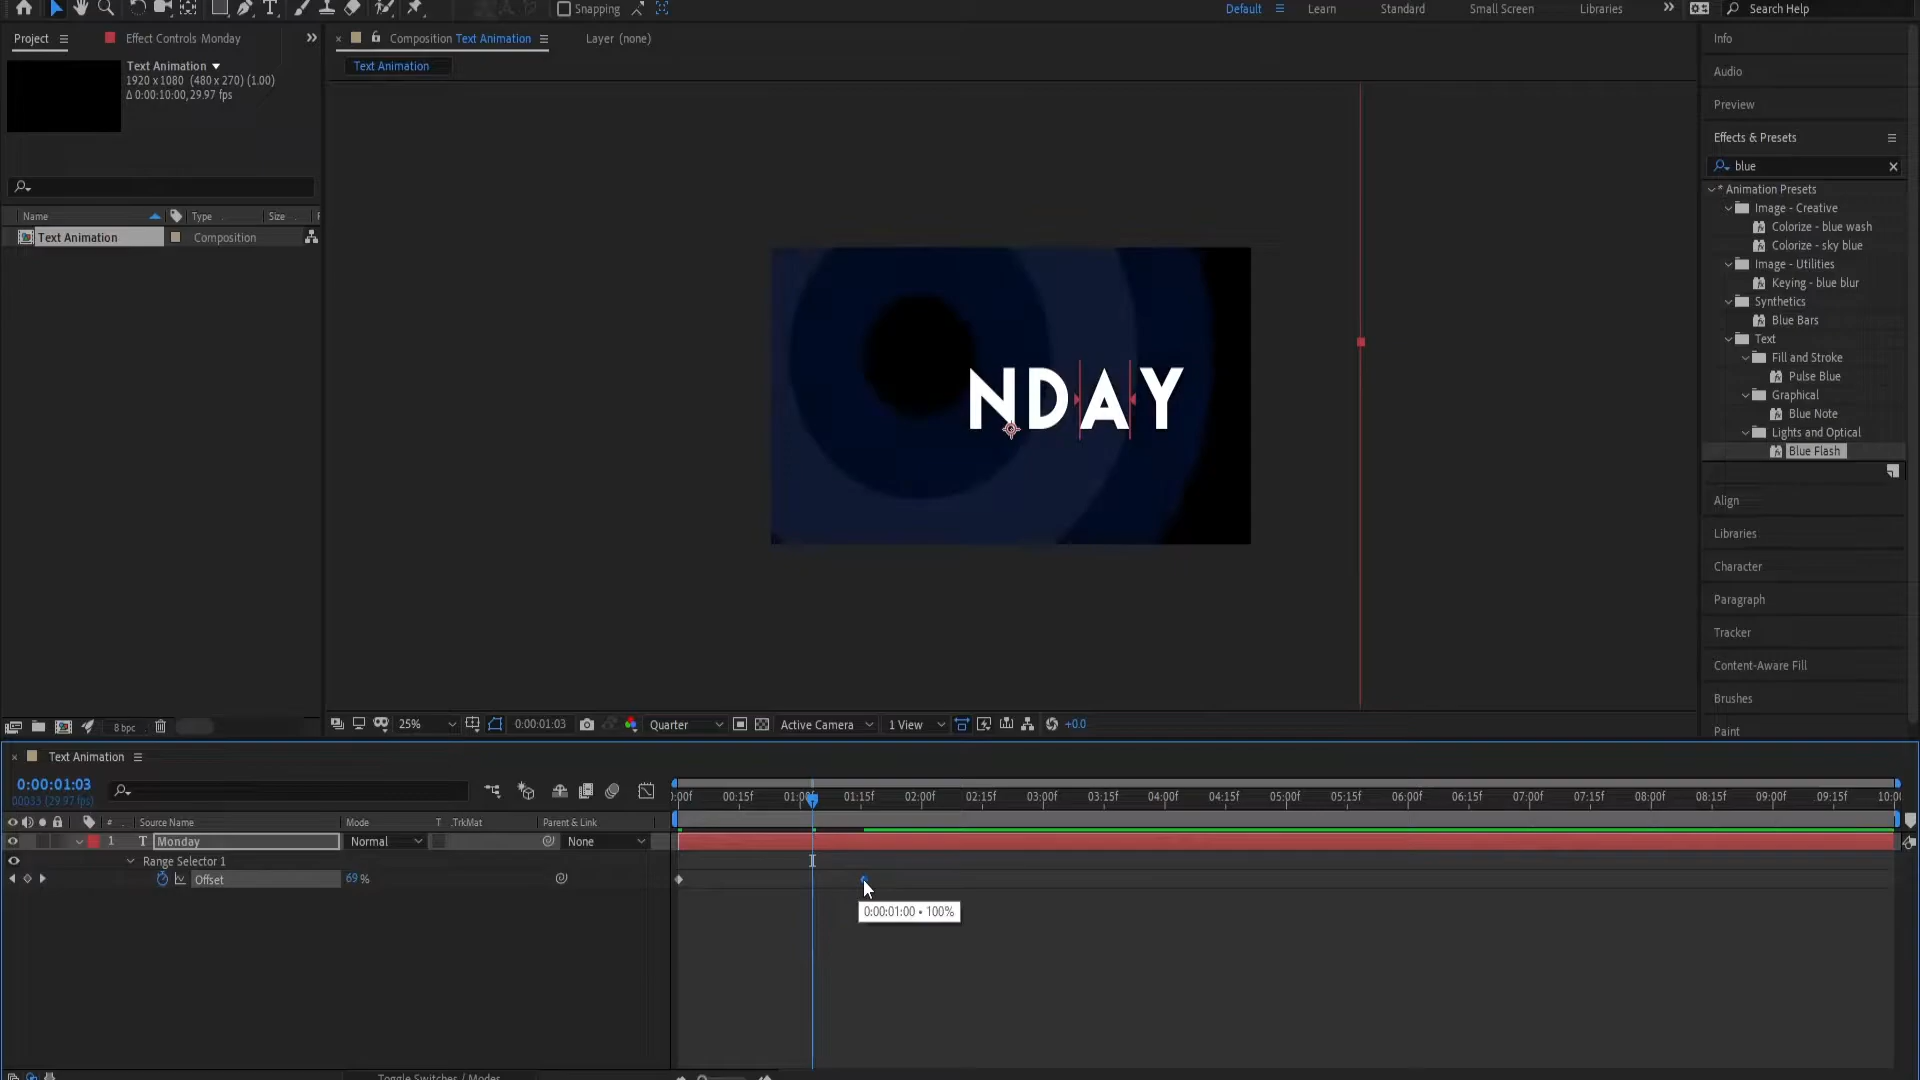 Snapping
Default
Learn
Standard
Small Screen
Libraries
Search Help
Project
Effect Controls Monday
Composition Text Animation
Layer (none)
Info
Text Animation
1920 x 1080 (480 x 270) (1.00)
Δ 0:00:10:00, 29.97 fps
Text Animation
Audio
Preview
Effects & Presets
blue
* Animation Presets
Image - Creative
Colorize - blue wash
Colorize - sky blue
Image - Utilities
Keying - blue blur
Synthetics
Blue Bars
Text
Fill and Stroke
Pulse Blue
Graphical
Blue Note
Lights and Optical
Blue Flash
Name
Type
Size
Text Animation
Composition
NDAY
Align
Libraries
Character
Paragraph
Tracker
Content-Aware Fill
Brushes
Paint
8 bpc
25%
0:00:01:03
Quarter
Active Camera
1 View
+0.0
Text Animation
0:00:01:03
00033 (29.97 fps)
:00f 00:15f 01:00f 01:15f 02:00f 02:15f 03:00f 03:15f 04:00f 04:15f 05:00f 05:15f 06:00f 06:15f 07:00f 07:15f 08:00f 08:15f 09:00f 09:15f 10:0
# Source Name Mode T .TrkMat Parent & Link
1 T Monday Normal None
Range Selector 1
Offset 69 %
0:00:01:00 • 100%
Toggle Switches / Modes